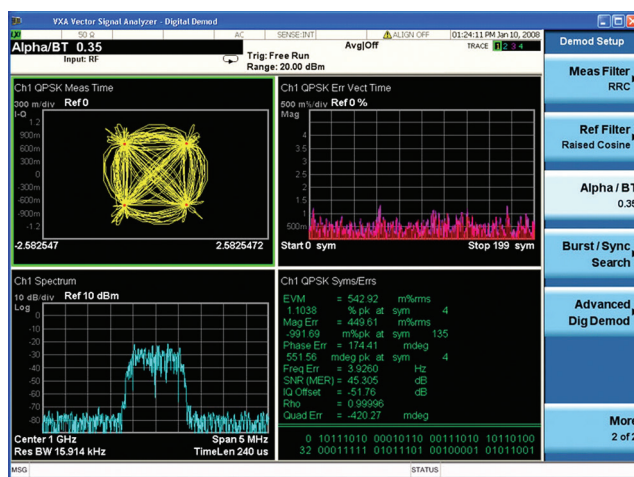 VXA Vector Signal Analyzer - Digital Demod
50 Ω AC SENSE:INT ALIGN OFF 01:24:11 PM Jan 10, 2008
Alpha/BT 0.35 Avg|Off TRACE 1 2 3 4
Input: RF Trig: Free Run
Range: 20.00 dBm
Demod Setup
Meas Filter
RRC
Ref Filter
Raised Cosine
Alpha / BT
0.35
Burst/Sync
Search
Advanced
Dig Demod
More
2 of 2
Ch1 QPSK Meas Time
300 m/div Ref 0
I-Q
1.2
900m
600m
300m
0
-300m
-600m
-900m
-1.2
-2.582547 2.5825472
Ch1 QPSK Err Vect Time
500 m%/div Ref 0 %
Mag
4
3.5
3
2.5
2
1.5
1
500m
Start 0 sym Stop 199 sym
Ch1 Spectrum
10 dB/div Ref 10 dBm
Log
0
-10
-20
-30
-40
-50
-60
-70
-80
Center 1 GHz Span 5 MHz
Res BW 15.914 kHz TimeLen 240 us
Ch1 QPSK Syms/Errs
EVM = 542.92 m%rms
1.1038 % pk at sym 4
Mag Err = 449.61 m%rms
-991.69 m%pk at sym 135
Phase Err = 174.41 mdeg
551.56 mdeg pk at sym 4
Freq Err = 3.9260 Hz
SNR (MER) = 45.305 dB
IQ Offset = -51.76 dB
Rho = 0.99996
Quad Err = -420.27 mdeg
0 10111010 00010110 00111010 10110100
32 00011111 01011101 00100001 01011001
MSG STATUS